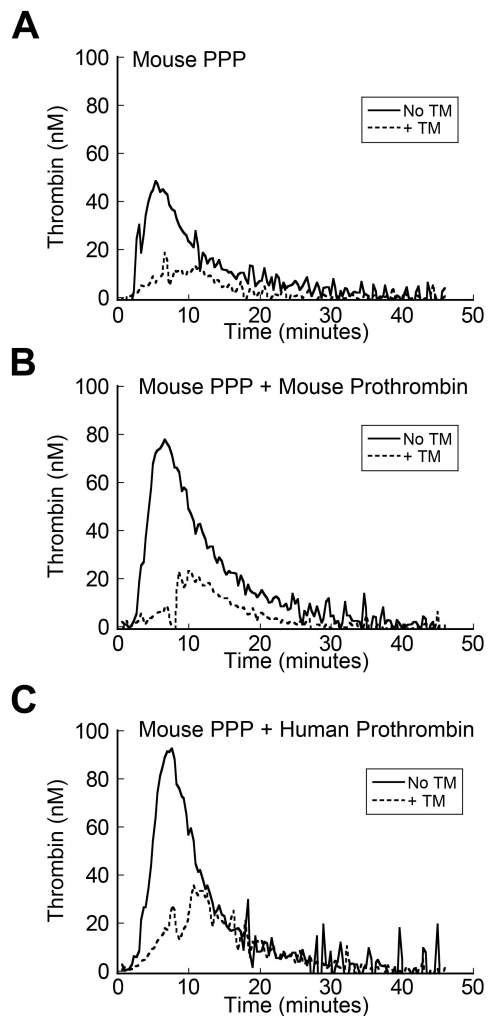 A
Mouse PPP
100
80
60
40
20
0
Thrombin (nM)
No TM
+ TM
0 10 20 30 40 50
Time (minutes)
B
Mouse PPP + Mouse Prothrombin
100
80
60
40
20
0
Thrombin (nM)
No TM
+ TM
0 10 20 30 40 50
Time (minutes)
C
Mouse PPP + Human Prothrombin
100
80
60
40
20
0
Thrombin (nM)
No TM
+ TM
0 10 20 30 40 50
Time (minutes)